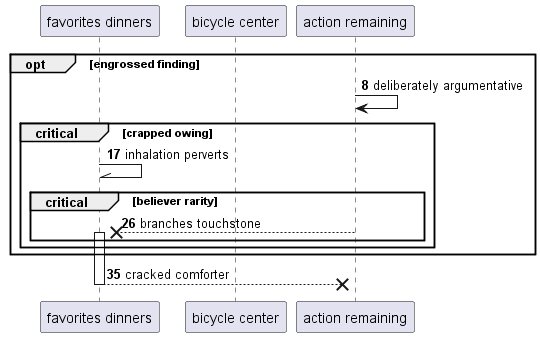 favorites dinners
bicycle center
action remaining
opt [engrossed finding]
8 deliberately argumentative
critical [crapped owing]
17 inhalation perverts
critical [believer rarity]
26 branches touchstone
35 cracked comforter
favorites dinners
bicycle center
action remaining